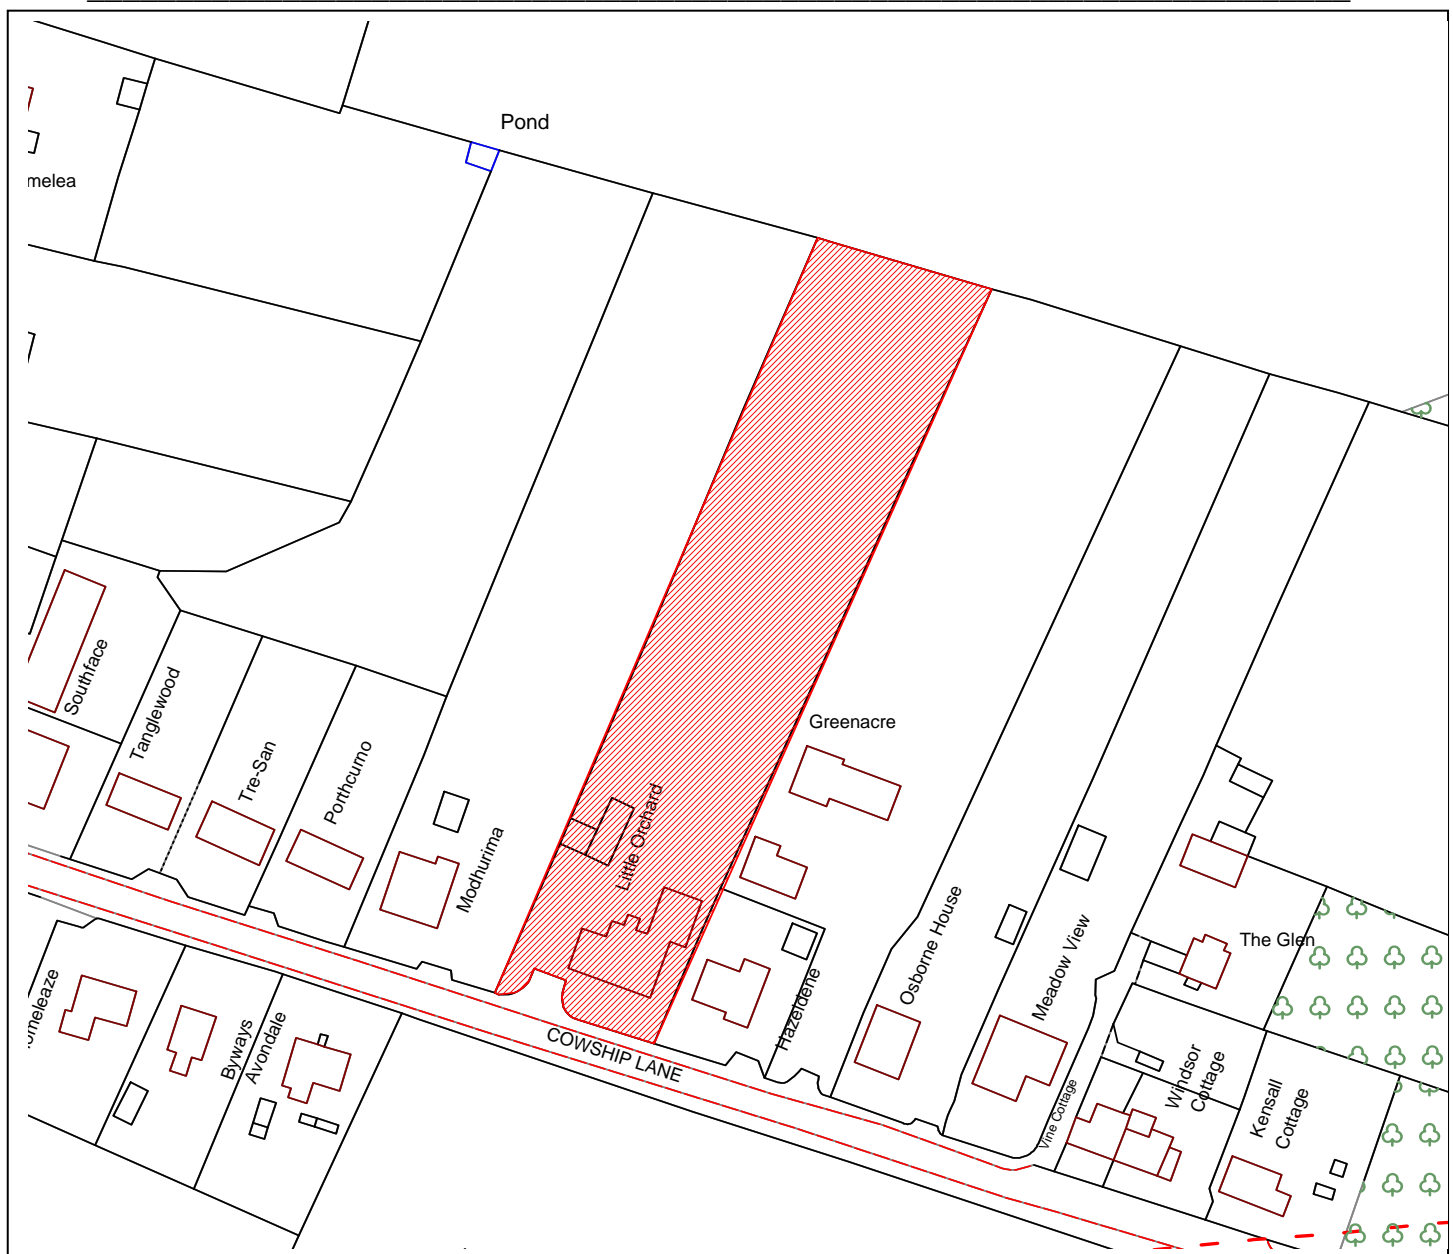 Pond
melea
Southface
Tanglewood
Tre-San
Porthcurno
Modhurima
Little Orchard
Greenacre
Hazeldene
Osborne House
Meadow View
The Glen
Windsor
Cottage
Vine Cottage
Kensall
Cottage
COWSHIP LANE
Byways
Avondale